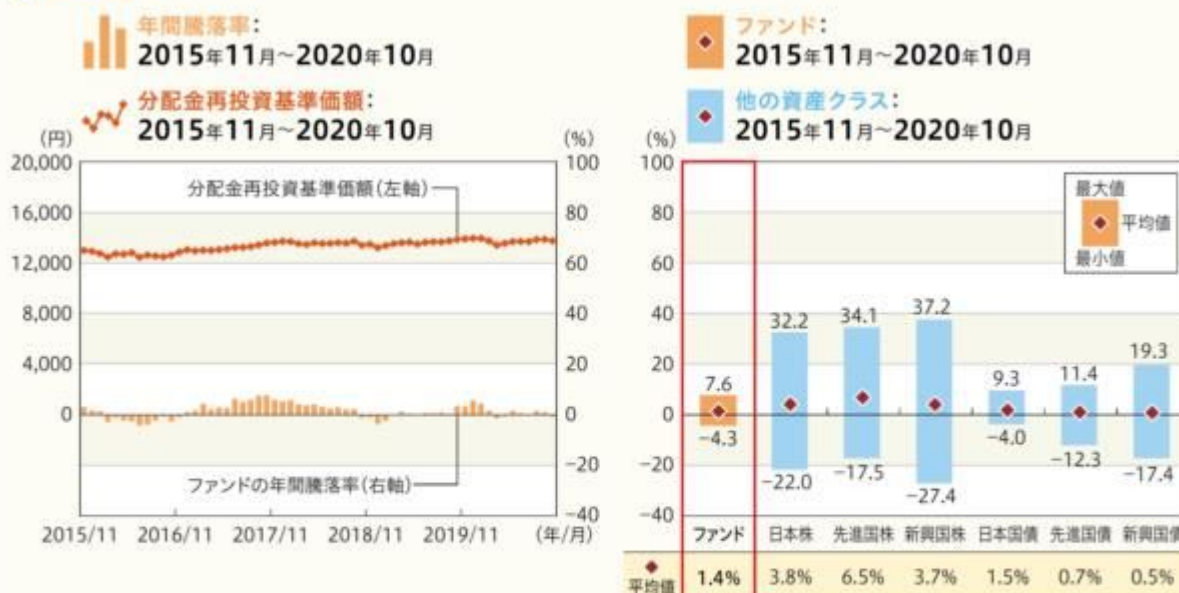 年間騰落率:
2015年11月~2020年10月
分配金再投資基準価額:
2015年11月~2020年10月
ファンド:
2015年11月~2020年10月
他の資産クラス:
2015年11月~2020年10月
(円)
(%)
20,000
16,000
12,000
8,000
4,000
0
100
80
60
40
20
0
−20
−40
分配金再投資基準価額(左軸)
ファンドの年間騰落率(右軸)
2015/11 2016/11 2017/11 2018/11 2019/11 (年/月)
(%)
100
80
60
40
20
0
−20
−40
最大値
平均値
最小値
7.6 32.2 34.1 37.2 9.3 11.4 19.3
−4.3 −22.0 −17.5 −27.4 −4.0 −12.3 −17.4
ファンド 日本株 先進国株 新興国株 日本国債 先進国債 新興国債
平均値 1.4% 3.8% 6.5% 3.7% 1.5% 0.7% 0.5%